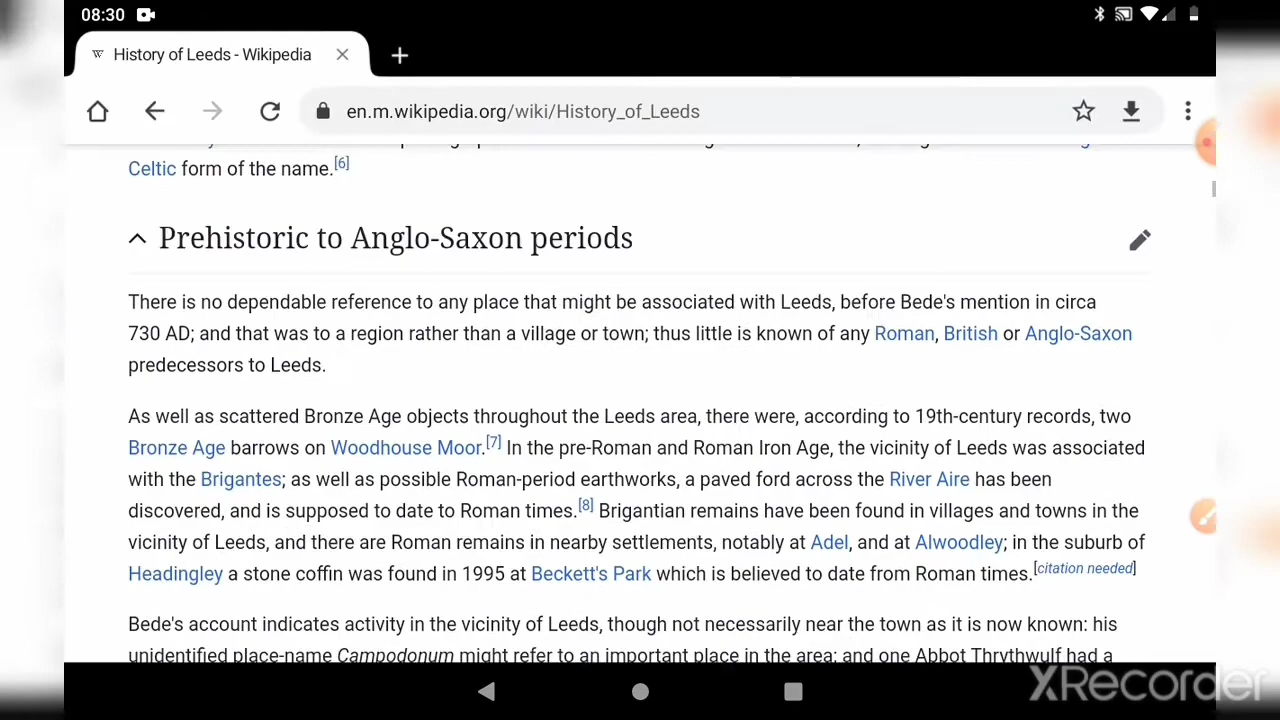 08:30
History of Leeds - Wikipedia
en.m.wikipedia.org/wiki/History_of_Leeds
Celtic form of the name.[6]
Prehistoric to Anglo-Saxon periods
There is no dependable reference to any place that might be associated with Leeds, before Bede's mention in circa
730 AD; and that was to a region rather than a village or town; thus little is known of any Roman, British or Anglo-Saxon
predecessors to Leeds.
As well as scattered Bronze Age objects throughout the Leeds area, there were, according to 19th-century records, two
Bronze Age barrows on Woodhouse Moor.[7] In the pre-Roman and Roman Iron Age, the vicinity of Leeds was associated
with the Brigantes; as well as possible Roman-period earthworks, a paved ford across the River Aire has been
discovered, and is supposed to date to Roman times.[8] Brigantian remains have been found in villages and towns in the
vicinity of Leeds, and there are Roman remains in nearby settlements, notably at Adel, and at Alwoodley; in the suburb of
Headingley a stone coffin was found in 1995 at Beckett's Park which is believed to date from Roman times.[citation needed]
Bede's account indicates activity in the vicinity of Leeds, though not necessarily near the town as it is now known: his
unidentified place-name Campodonum might refer to an important place in the area; and one Abbot Thrythwulf had a
XRecorder